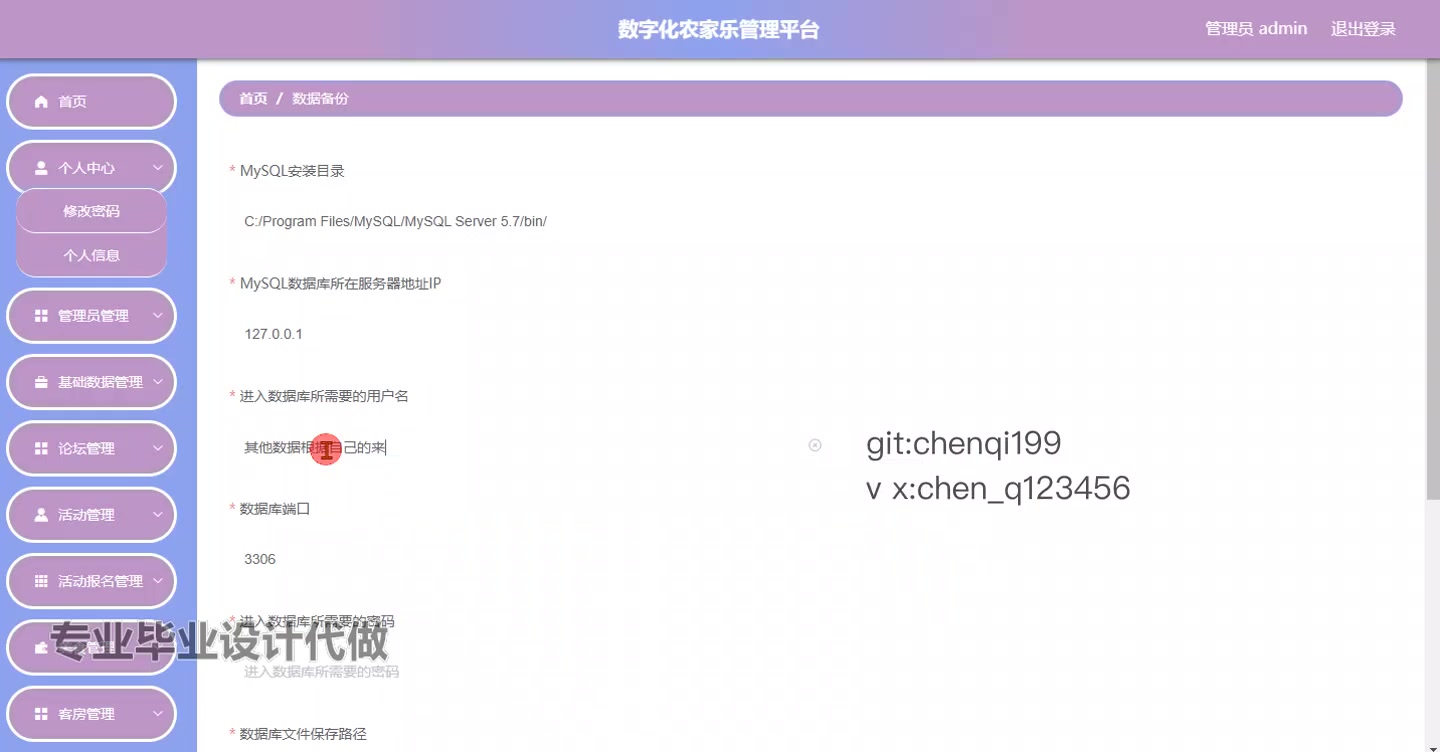 数字化农家乐管理平台
管理员 admin 退出登录
首页
个人中心
修改密码
个人信息
管理员管理
基础数据管理
论坛管理
活动管理
活动报名管理
客房管理
首页 / 数据备份
* MySQL安装目录
C:/Program Files/MySQL/MySQL Server 5.7/bin/
* MySQL数据库所在服务器地址IP
127.0.0.1
* 进入数据库所需要的用户名
其他数据根据自己的来
* 数据库端口
3306
* 进入数据库所需要的密码
进入数据库所需要的密码
* 数据库文件保存路径
git:chenqi199
v x:chen_q123456
专业毕业设计代做